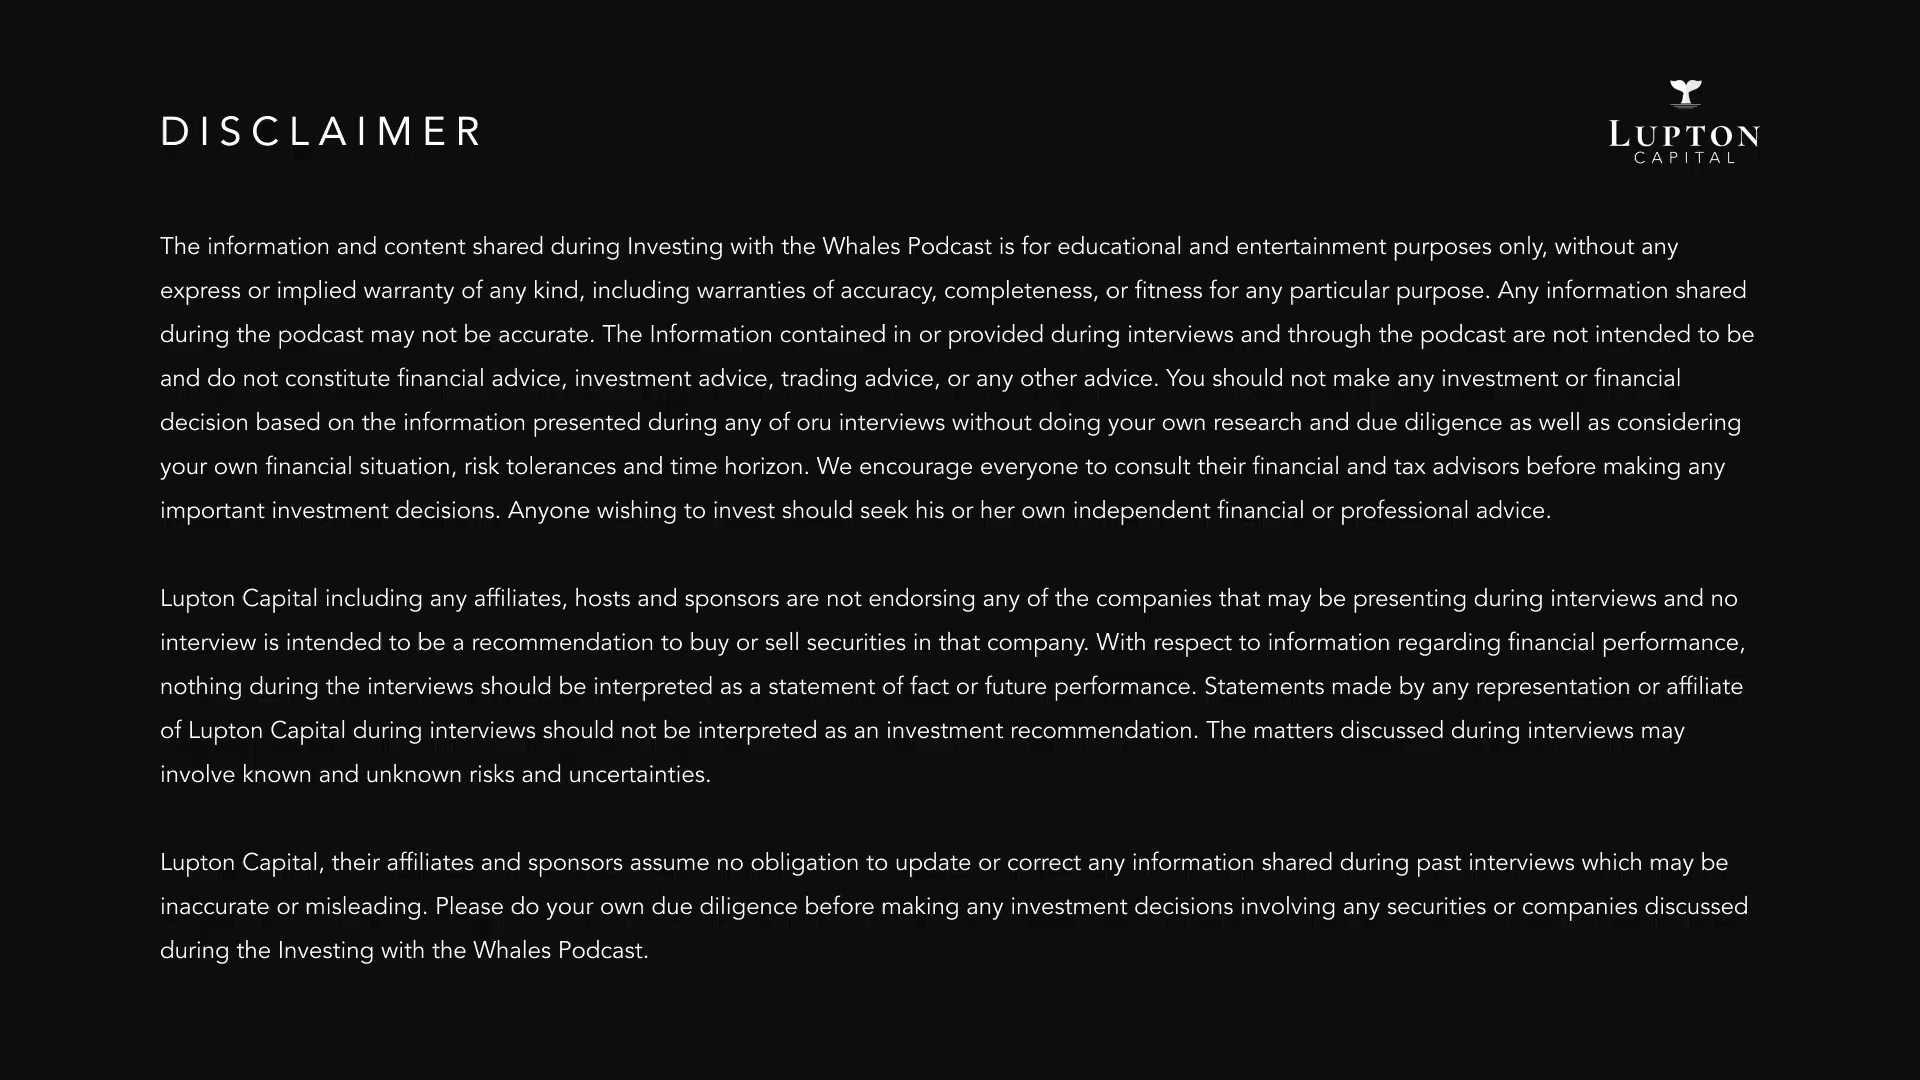 DISCLAIMER
LUPTON
CAPITAL
The information and content shared during Investing with the Whales Podcast is for educational and entertainment purposes only, without any
express or implied warranty of any kind, including warranties of accuracy, completeness, or fitness for any particular purpose. Any information shared
during the podcast may not be accurate. The Information contained in or provided during interviews and through the podcast are not intended to be
and do not constitute financial advice, investment advice, trading advice, or any other advice. You should not make any investment or financial
decision based on the information presented during any of oru interviews without doing your own research and due diligence as well as considering
your own financial situation, risk tolerances and time horizon. We encourage everyone to consult their financial and tax advisors before making any
important investment decisions. Anyone wishing to invest should seek his or her own independent financial or professional advice.
Lupton Capital including any affiliates, hosts and sponsors are not endorsing any of the companies that may be presenting during interviews and no
interview is intended to be a recommendation to buy or sell securities in that company. With respect to information regarding financial performance,
nothing during the interviews should be interpreted as a statement of fact or future performance. Statements made by any representation or affiliate
of Lupton Capital during interviews should not be interpreted as an investment recommendation. The matters discussed during interviews may
involve known and unknown risks and uncertainties.
Lupton Capital, their affiliates and sponsors assume no obligation to update or correct any information shared during past interviews which may be
inaccurate or misleading. Please do your own due diligence before making any investment decisions involving any securities or companies discussed
during the Investing with the Whales Podcast.